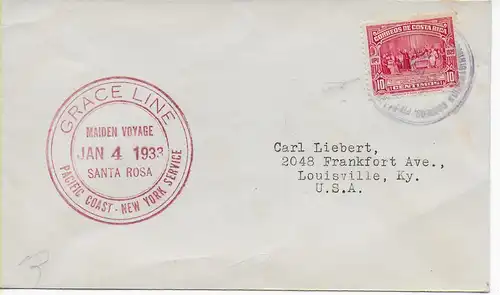 CORREOS DE COSTA RICA
10 CENTIMOS 10
GRACE LINE
MAIDEN VOYAGE
JAN 4 1933
SANTA ROSA
PACIFIC COAST - NEW YORK SERVICE
Carl Liebert,
2048 Frankfort Ave.,
Louisville, Ky.
U.S.A.